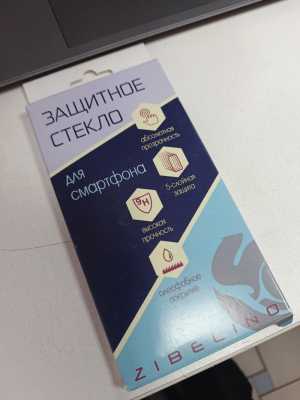 ЗАЩИТНОЕ
СТЕКЛО
для
смартфона
абсолютная
прозрачность
5-слойная
защита
9H
высокая
прочность
олеофобное
покрытие
ZIBELINO